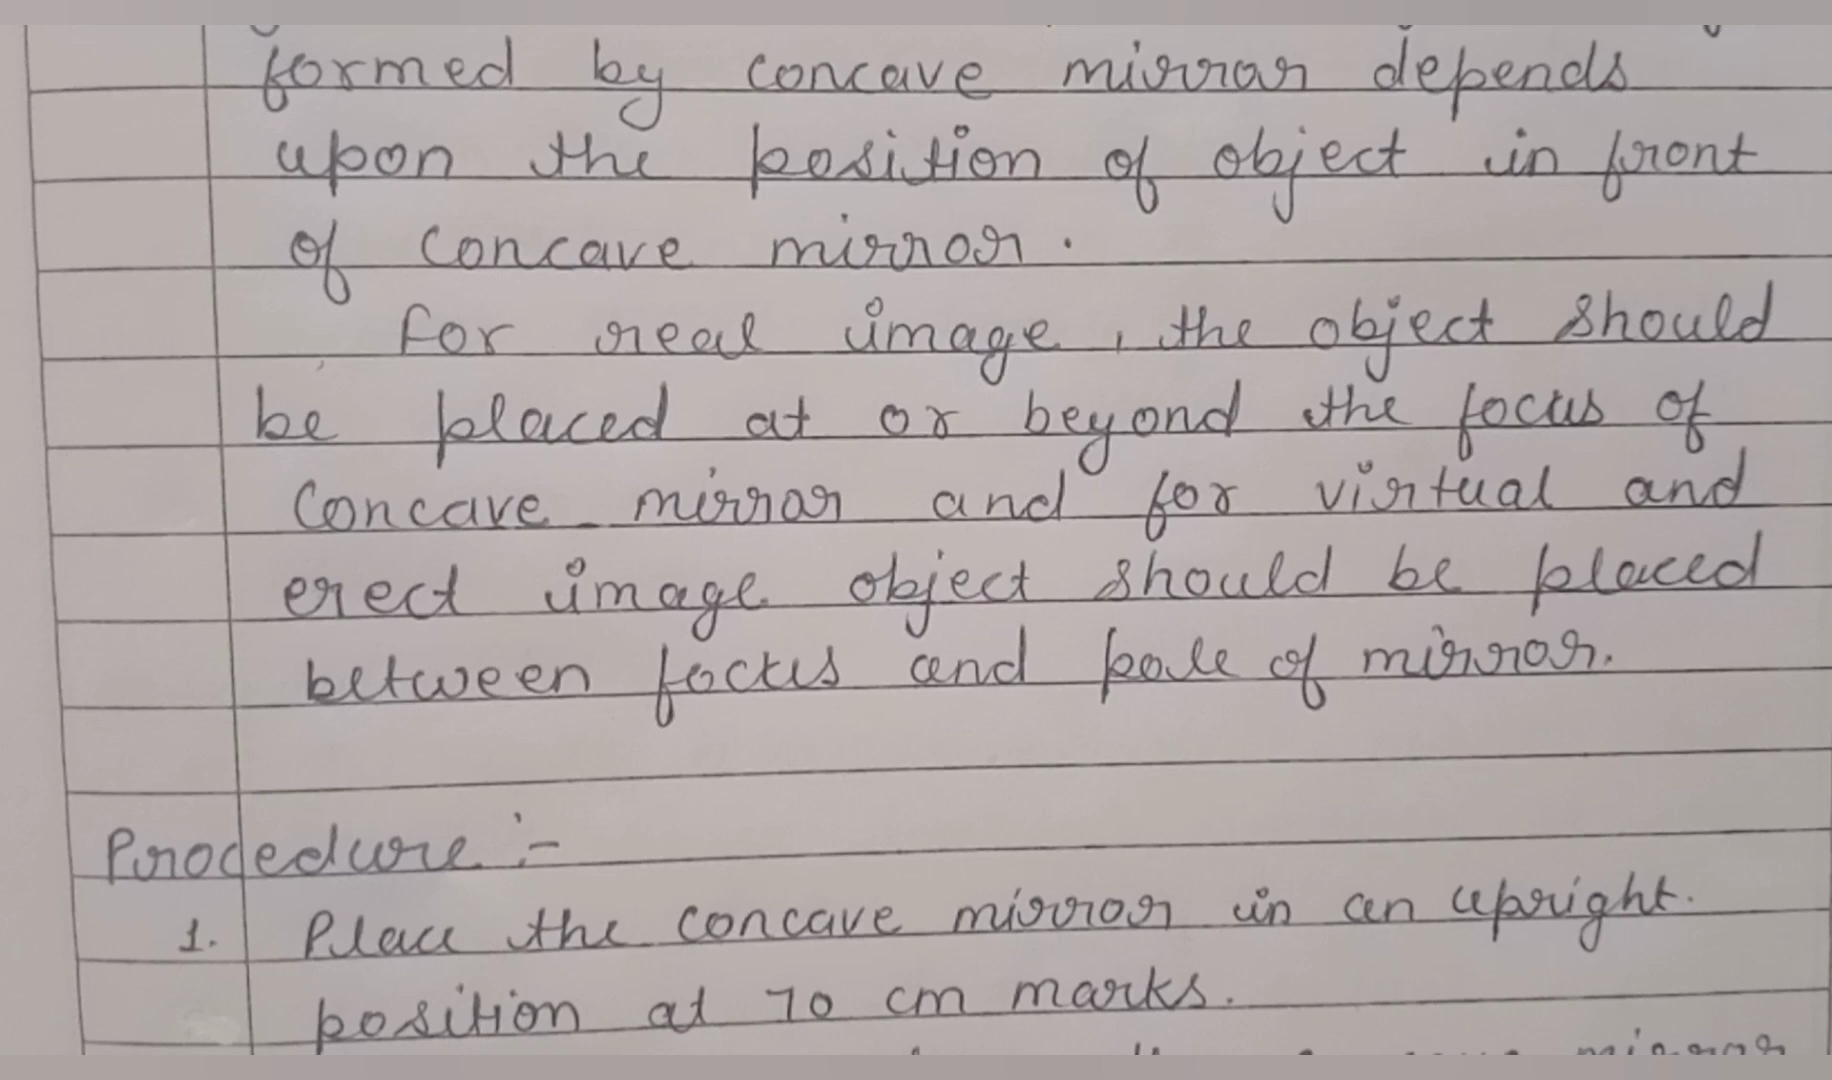 formed by concave mirror depends
upon the position of object in front
of concave mirror.
for real image, the object should
be placed at or beyond the focus of
Concave mirror and for virtual and
erect image object should be placed
between focus and pole of mirror.
Procedure :-
1. Place the concave mirror in an upright.
position at 70 cm marks.
mirror